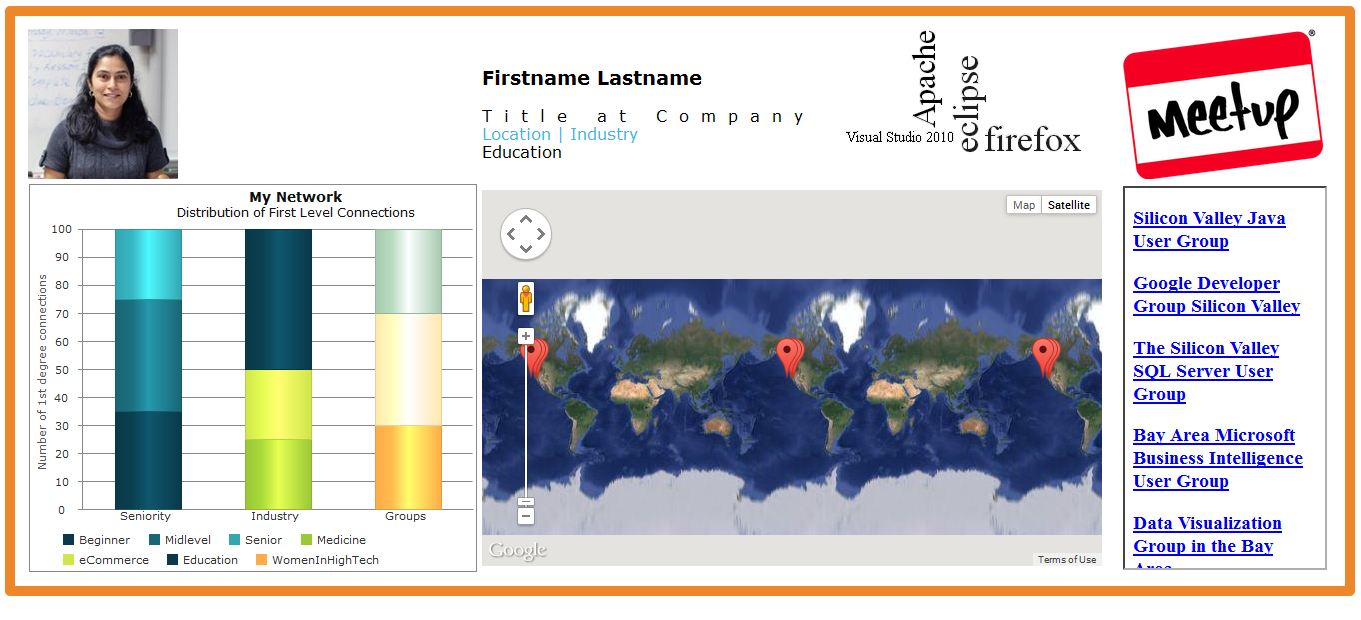 Firstname Lastname
Title at Company
Location | Industry
Education
Apache
eclipse
Visual Studio 2010
firefox
Meetup
®
My Network
Distribution of First Level Connections
Number of 1st degree connections
100
90
80
70
60
50
40
30
20
10
0
Seniority Industry Groups
Beginner Midlevel Senior Medicine
eCommerce Education WomenInHighTech
Map Satellite
Google
Terms of Use
Silicon Valley Java
User Group
Google Developer
Group Silicon Valley
The Silicon Valley
SQL Server User
Group
Bay Area Microsoft
Business Intelligence
User Group
Data Visualization
Group in the Bay
Area